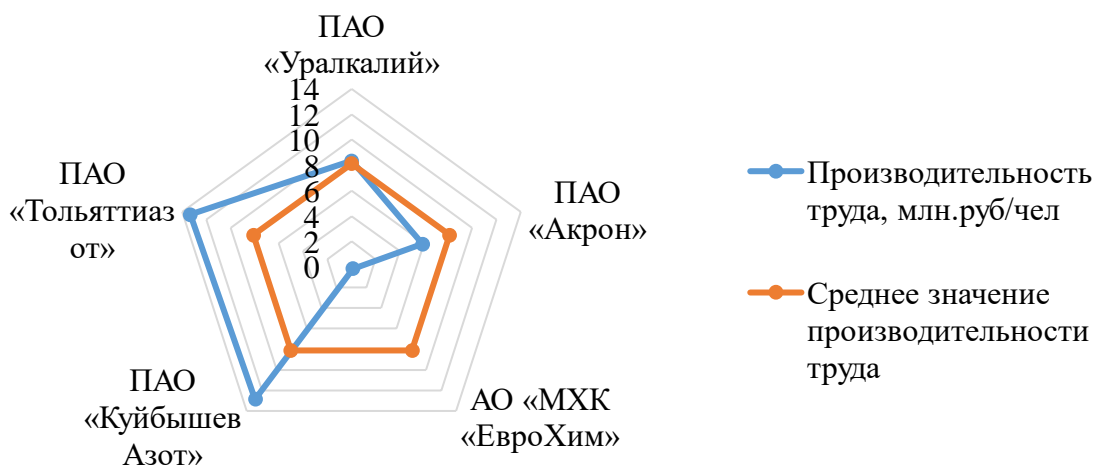 ПАО
«Уралкалий»
14
12
10
8
6
4
2
0
ПАО
«Акрон»
АО «МХК
«ЕвроХим»
ПАО
«Куйбышев
Азот»
ПАО
«Тольяттиаз
от»
Производительность
труда, млн.руб/чел
Среднее значение
производительности
труда